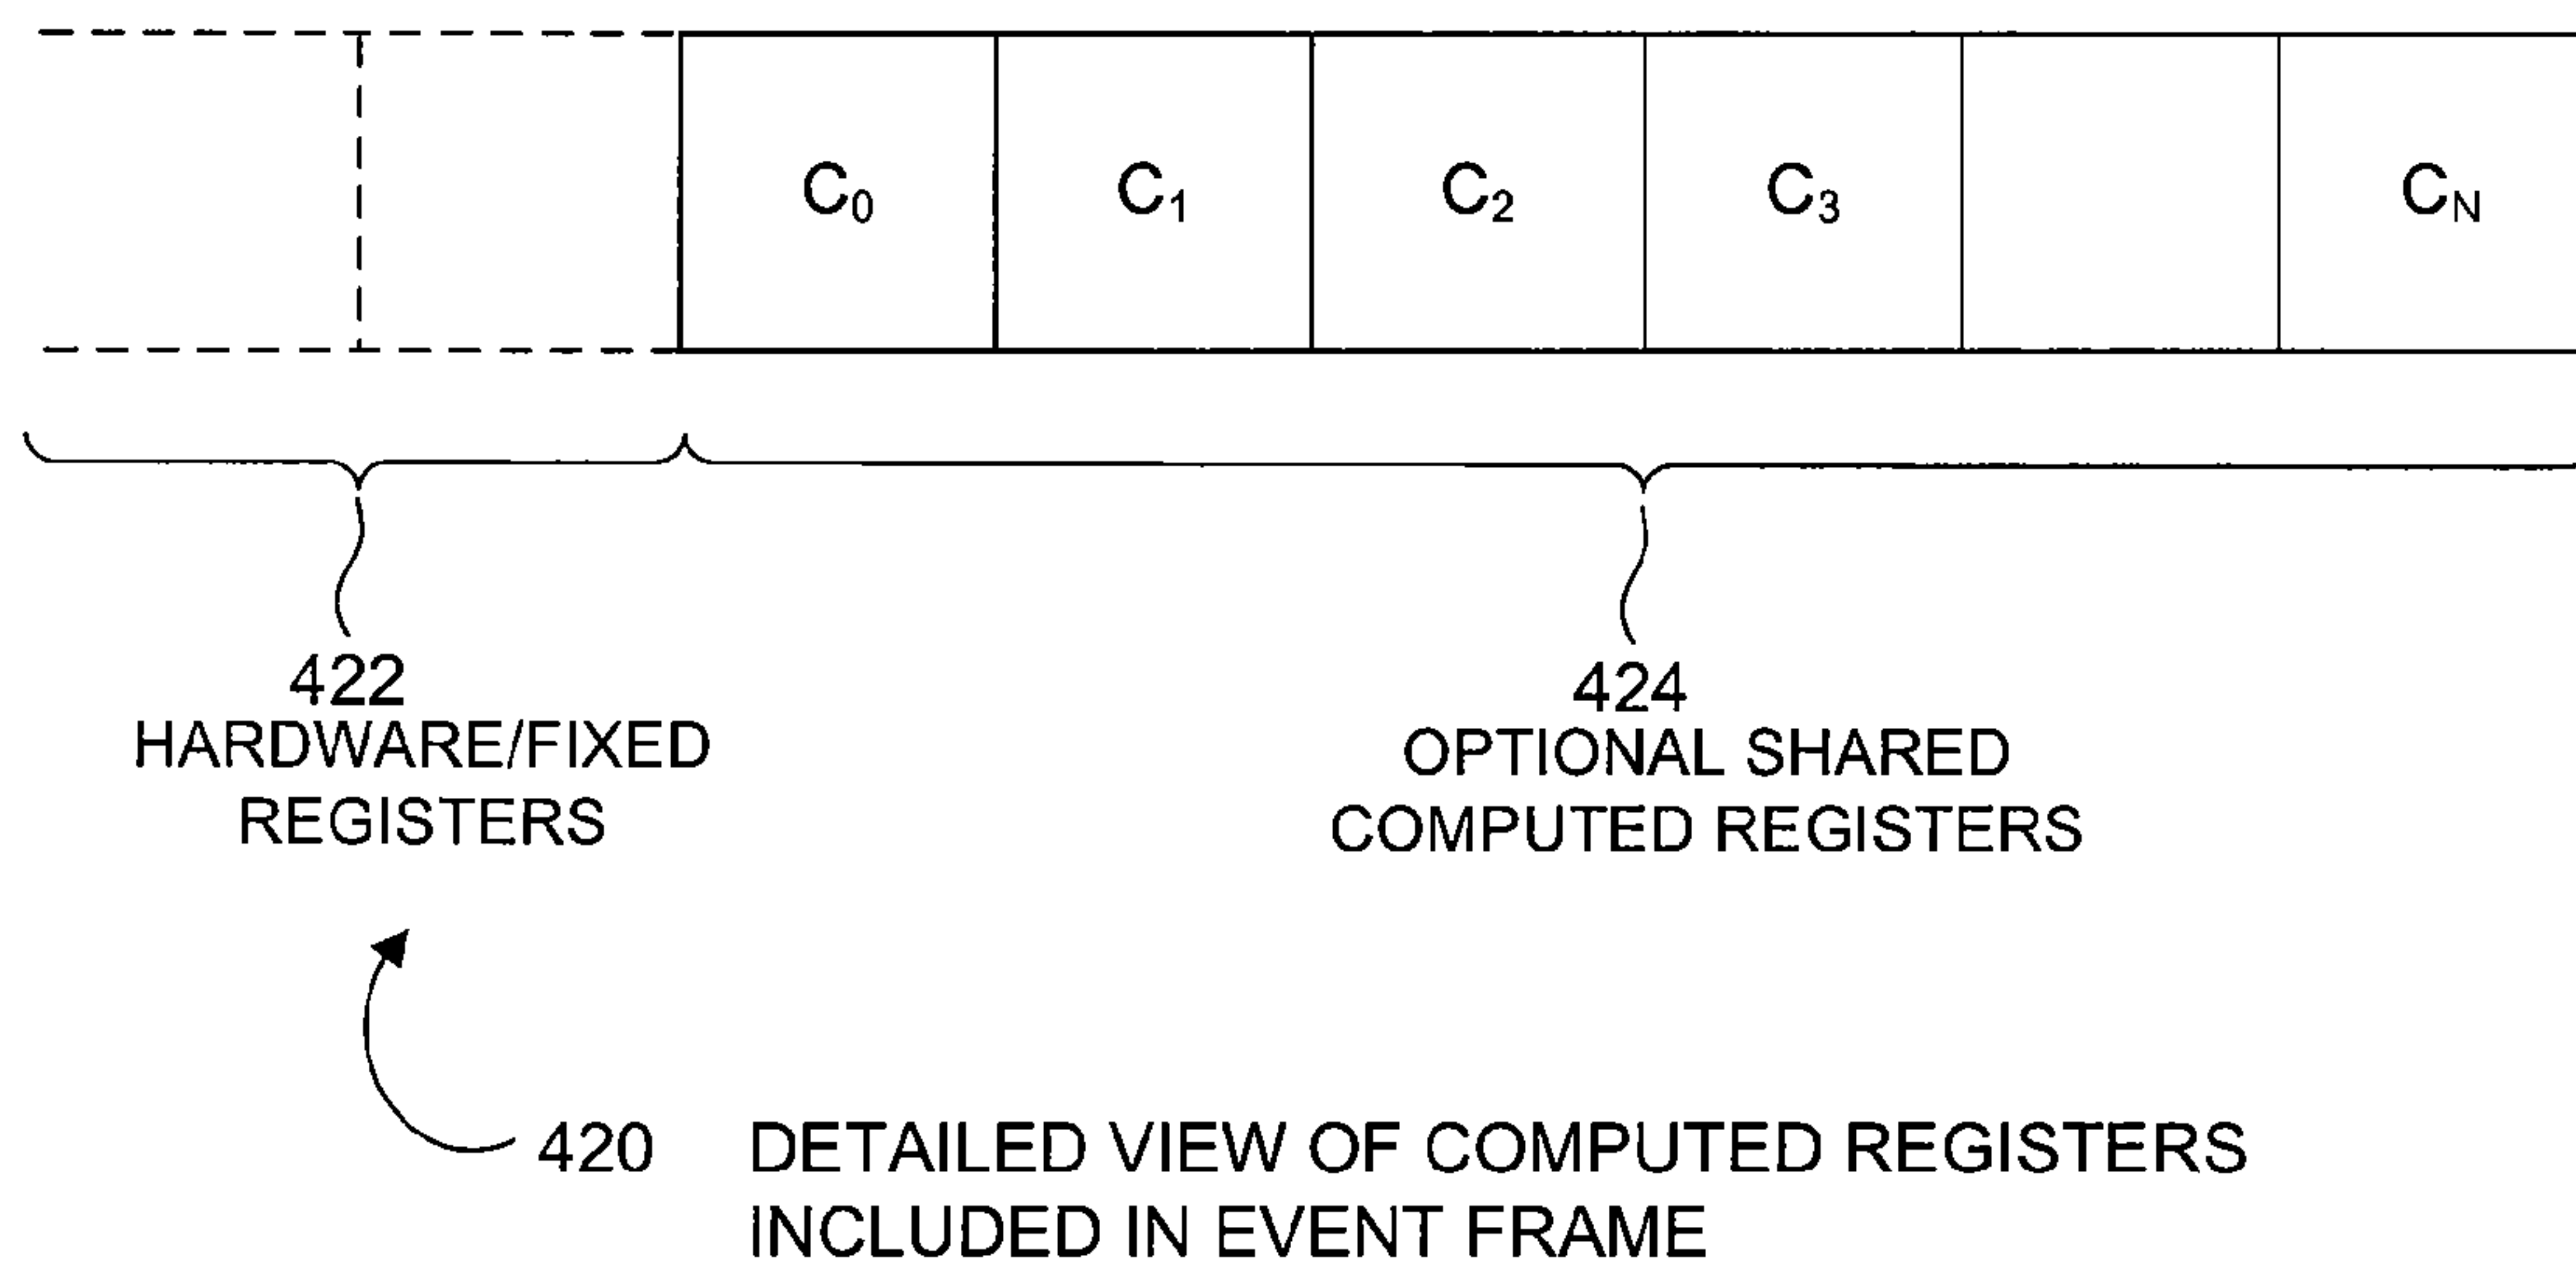 C₀ C₁ C₂ C₃ C_N
422 424
HARDWARE/FIXED REGISTERS
OPTIONAL SHARED
COMPUTED REGISTERS
420 DETAILED VIEW OF COMPUTED REGISTERS
INCLUDED IN EVENT FRAME